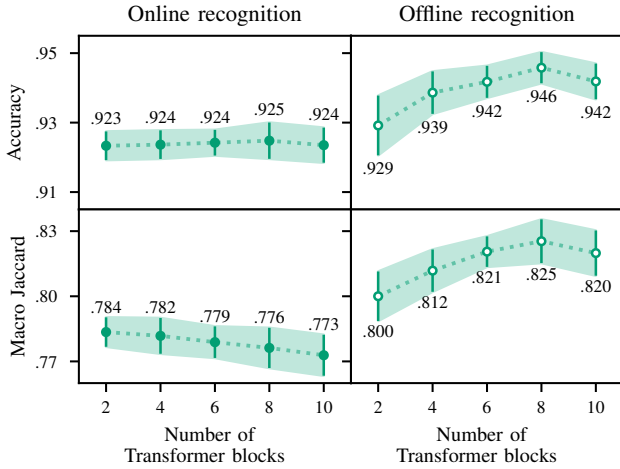 Online recognition Offline recognition
Accuracy
.95
.93
.91
.923 .924 .924 .925 .924
.929 .939 .942 .946 .942
Macro Jaccard
.83
.80
.77
.784 .782 .779 .776 .773
.800 .812 .821 .825 .820
2 4 6 8 10 2 4 6 8 10
Number of Number of
Transformer blocks Transformer blocks